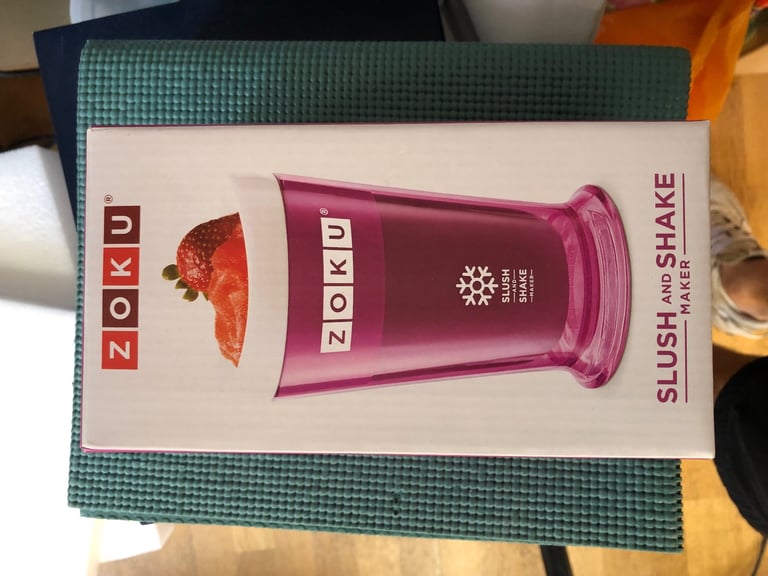 ZOKU®
ZOKU®
SLUSH
AND
SHAKE
MAKER
SLUSH AND SHAKE
MAKER